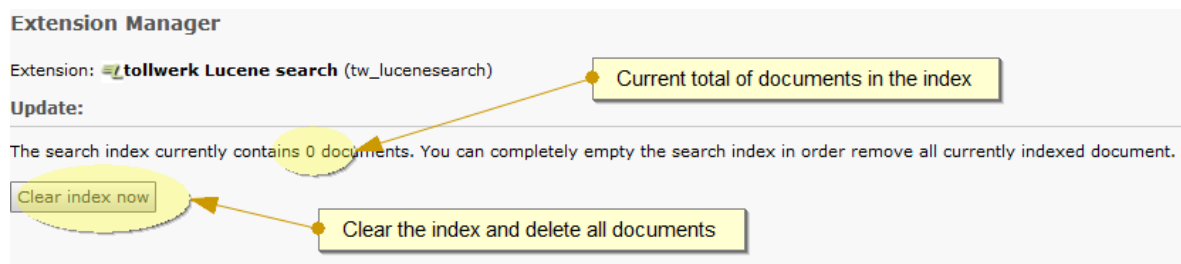 Extension Manager
Extension: tollwerk Lucene search (tw_lucenesearch)
Current total of documents in the index
Update:
The search index currently contains 0 documents. You can completely empty the search index in order remove all currently indexed document.
Clear index now
Clear the index and delete all documents